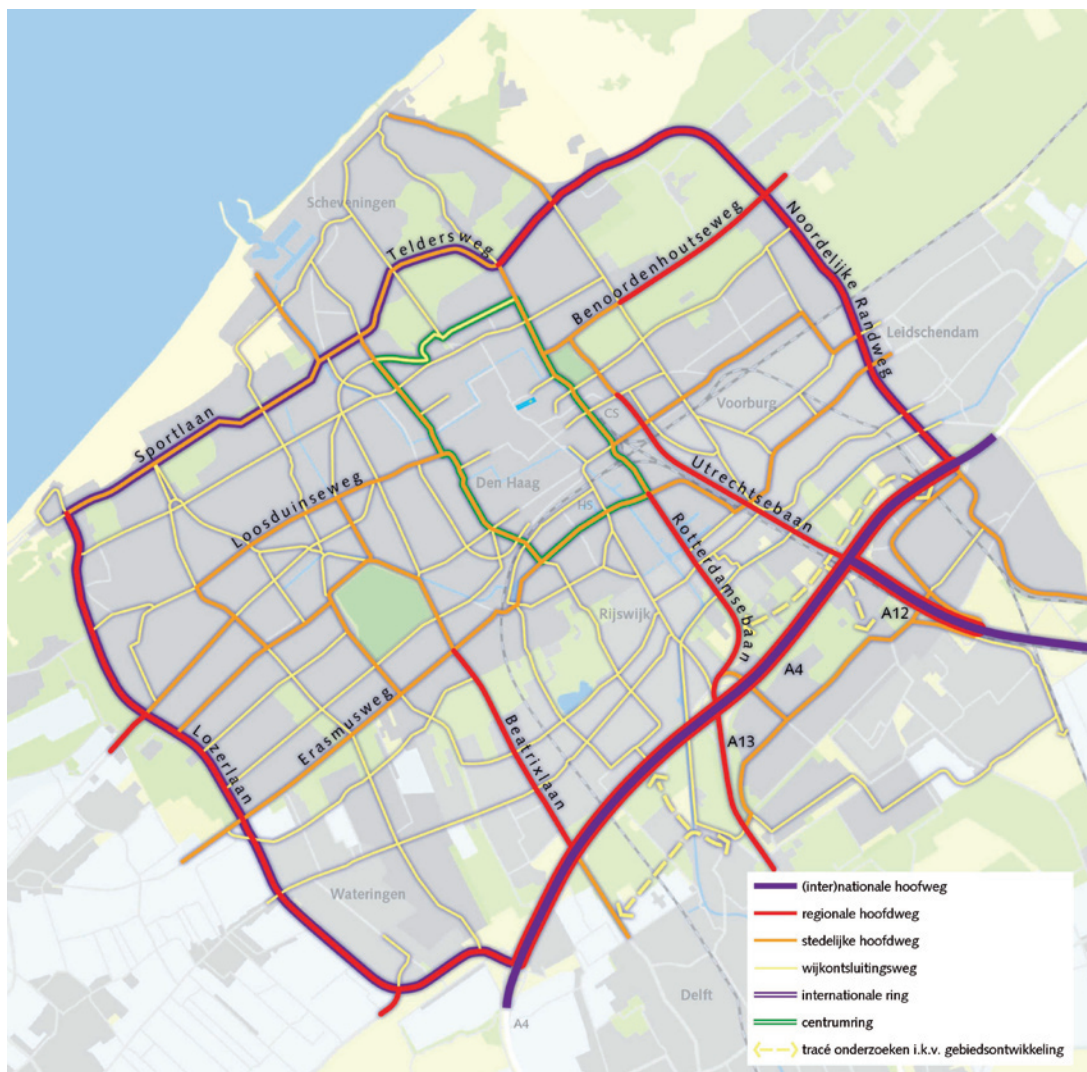 Scheveningen
Teldersweg
Benoordenhoutseweg
Noordelijke Randweg
Leidschendam
Sportlaan
CS
Voorburg
Loosduinseweg
Den Haag
HS
Utrechtsebaan
Rotterdamsebaan
Rijswijk
A12
A4
Erasmusweg
Lozerlaan
Beatrixlaan
A13
Wateringen
Delft
A4
(inter)nationale hoofweg
regionale hoofdweg
stedelijke hoofdweg
wijkontsluitingsweg
internationale ring
centrumring
tracé onderzoeken i.k.v. gebiedsontwikkeling